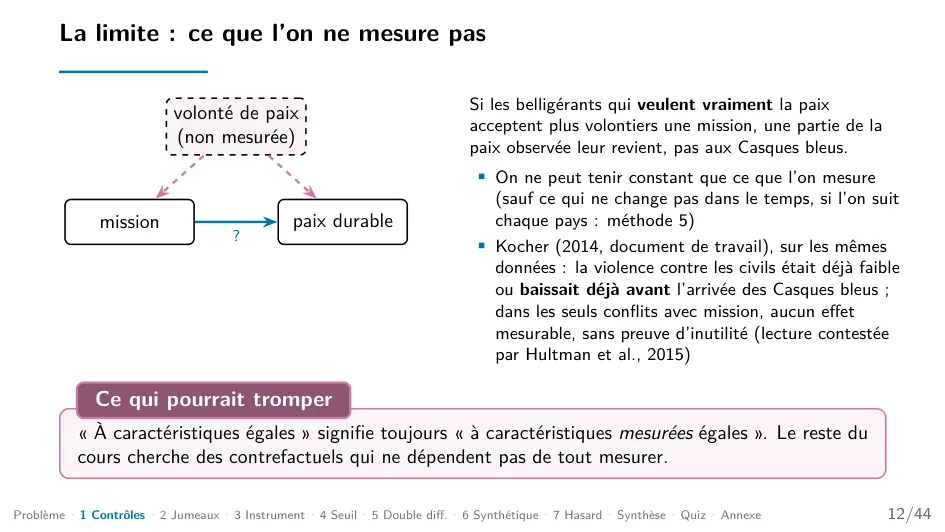 La limite : ce que l'on ne mesure pas
volonté de paix
(non mesurée)
mission
paix durable
?
Si les belligérants qui veulent vraiment la paix
acceptent plus volontiers une mission, une partie de la
paix observée leur revient, pas aux Casques bleus.
▪ On ne peut tenir constant que ce que l'on mesure
(sauf ce qui ne change pas dans le temps, si l'on suit
chaque pays : méthode 5)
▪ Kocher (2014, document de travail), sur les mêmes
données : la violence contre les civils était déjà faible
ou baissait déjà avant l'arrivée des Casques bleus ;
dans les seuls conflits avec mission, aucun effet
mesurable, sans preuve d'inutilité (lecture contestée
par Hultman et al., 2015)
Ce qui pourrait tromper
« À caractéristiques égales » signifie toujours « à caractéristiques mesurées égales ». Le reste du
cours cherche des contrefactuels qui ne dépendent pas de tout mesurer.
Problème · 1 Contrôles · 2 Jumeaux · 3 Instrument · 4 Seuil · 5 Double diff. · 6 Synthétique · 7 Hasard · Synthèse · Quiz · Annexe
12/44